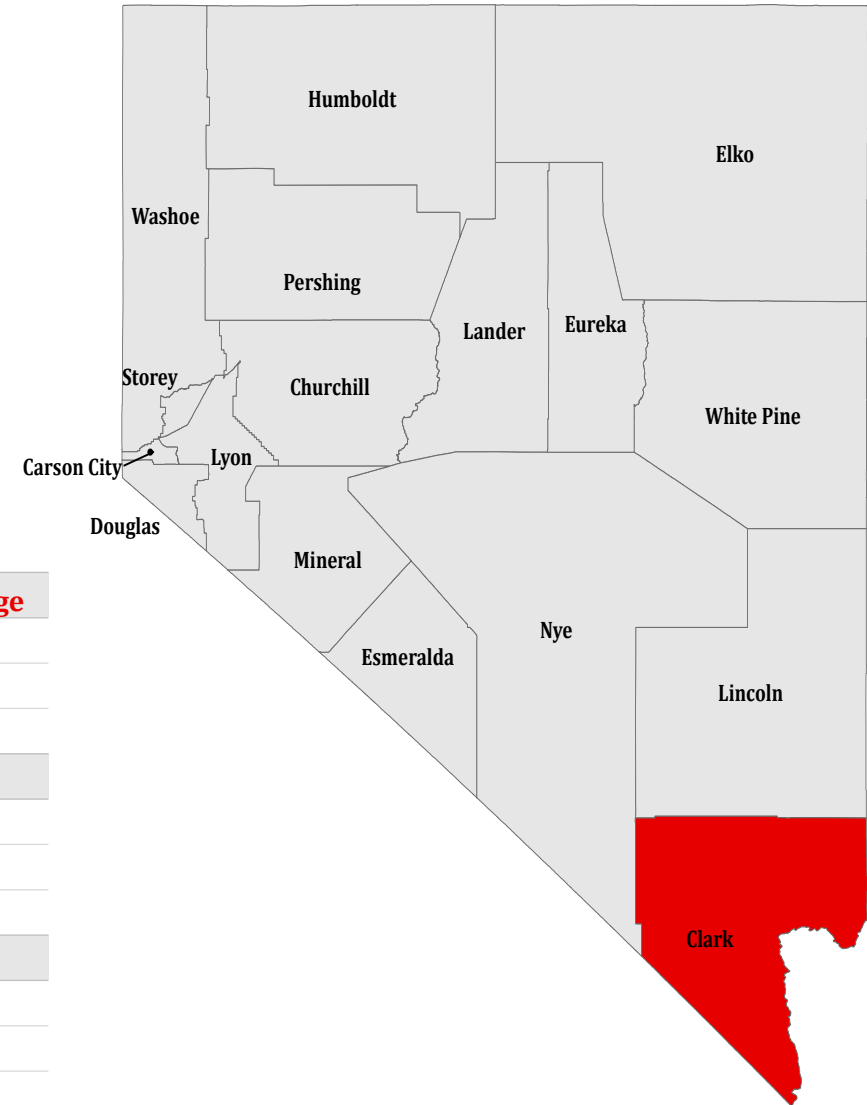 Humboldt
Elko
Washoe
Pershing
Lander
Eureka
Storey
Churchill
White Pine
Lyon
Carson City
Douglas
Mineral
ge
Nye
Esmeralda
Lincoln
Clark